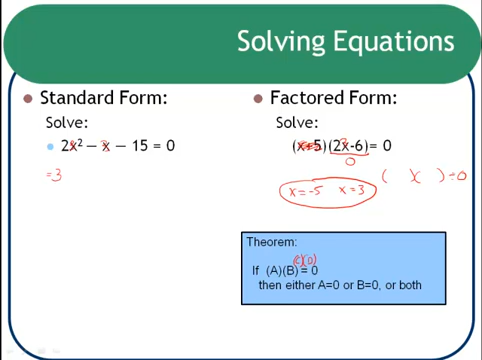 Solving Equations
Standard Form:
Solve:
2x² – x – 15 = 0
=3
Factored Form:
Solve:
(x+5)(2x-6)= 0
0
( )( ) =0
x=-5 x=3
Theorem:
( )(0)
If (A)(B) = 0
then either A=0 or B=0, or both